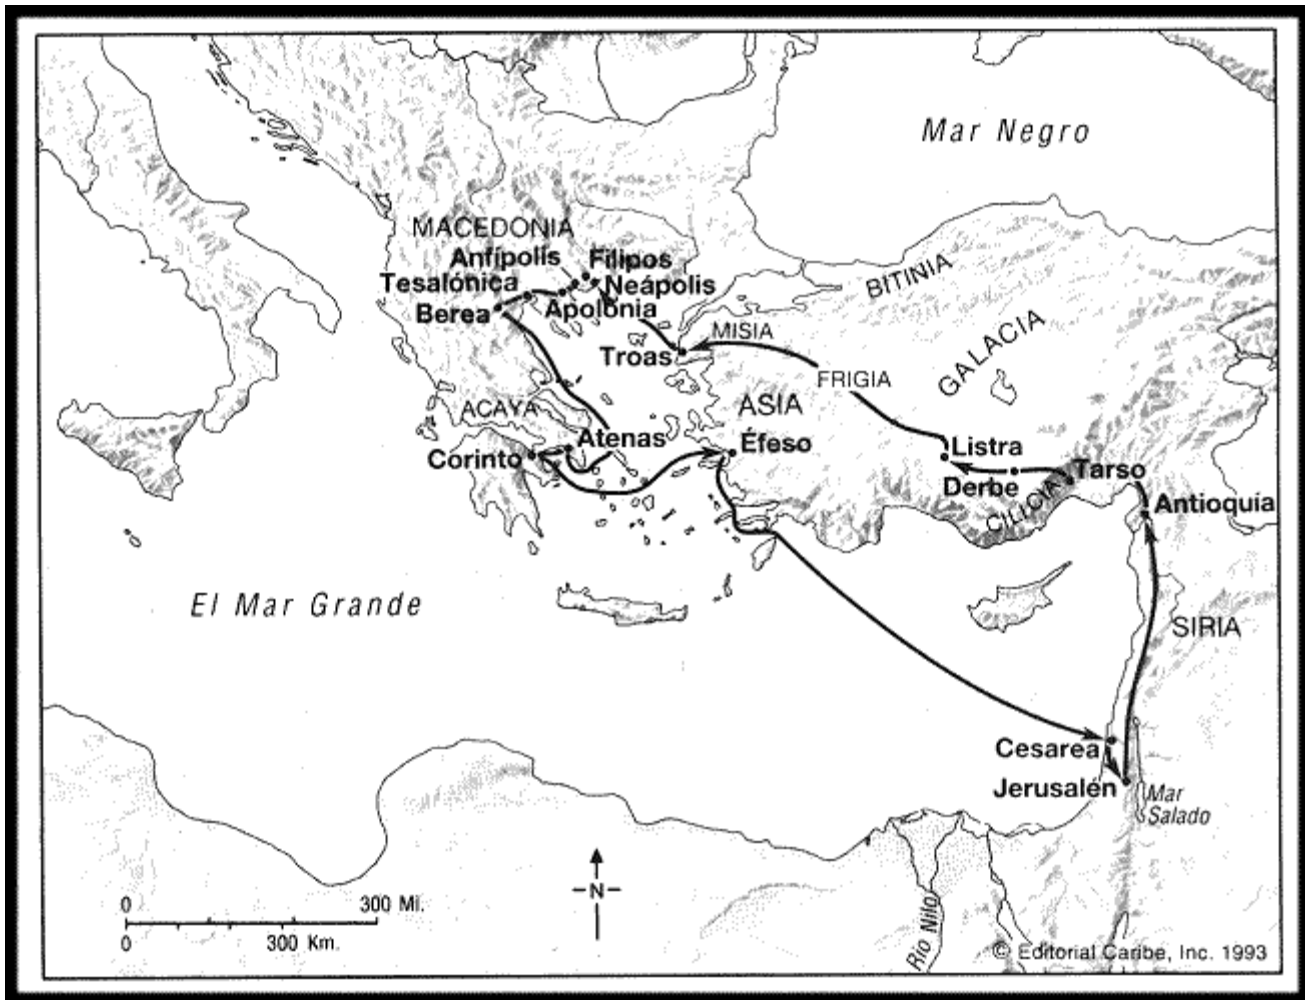 Mar Negro
MACEDONIA
Anfípolis
Filipos
Tesalónica
Neápolis
Berea
Apolonia
BITINIA
MISIA
Troas
GALACIA
FRIGIA
ASIA
ACAYA
Atenas
Éfeso
Corinto
Listra
Derbe
Tarso
CILICIA
Antioquía
El Mar Grande
SIRIA
Cesarea
Jerusalén
Mar
Salado
0 300 Mi.
0 300 Km.
N
Rio Nilo
© Editorial Caribe, Inc. 1993